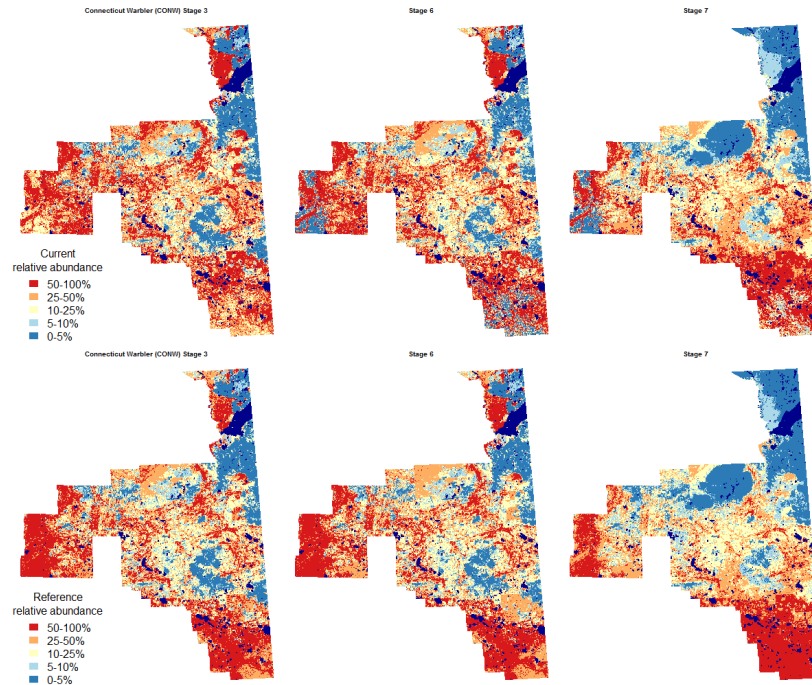 Connecticut Warbler (CONW) Stage 3
Stage 6
Stage 7
Current
relative abundance
50-100%
25-50%
10-25%
5-10%
0-5%
Connecticut Warbler (CONW) Stage 3
Stage 6
Stage 7
Reference
relative abundance
50-100%
25-50%
10-25%
5-10%
0-5%